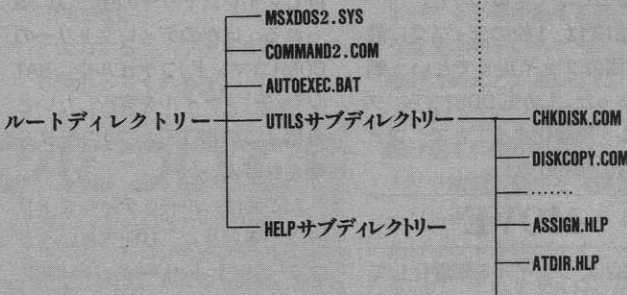 MSXDOS2.SYS
COMMAND2.COM
AUTOEXEC.BAT
ルートディレクトリー UTILSサブディレクトリー CHKDISK.COM
DISKCOPY.COM
.......
HELPサブディレクトリー ASSIGN.HLP
ATDIR.HLP